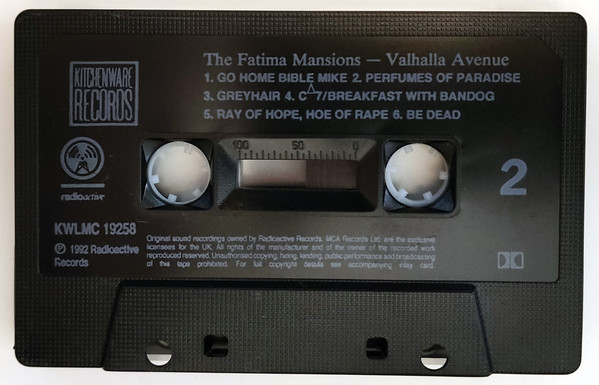 The Fatima Mansions — Valhalla Avenue
KITCHENWARE
RECORDS
1. GO HOME BIBLE MIKE 2. PERFUMES OF PARADISE
3. GREYHAIR 4. C△7/BREAKFAST WITH BANDOG
5. RAY OF HOPE, HOE OF RAPE 6. BE DEAD
radioactive
100 50 0
2
KWLMC 19258
℗ 1992 Radioactive
Records
Original sound recordings owned by Radioactive Records. MCA Records Ltd. are the exclusive
licensees for the UK. All rights of the manufacturer and of the owner of the recorded work
reproduced reserved. Unauthorised copying, hiring, lending, public performance and broadcasting
of this tape prohibited. For full copyright details see accompanying inlay card.